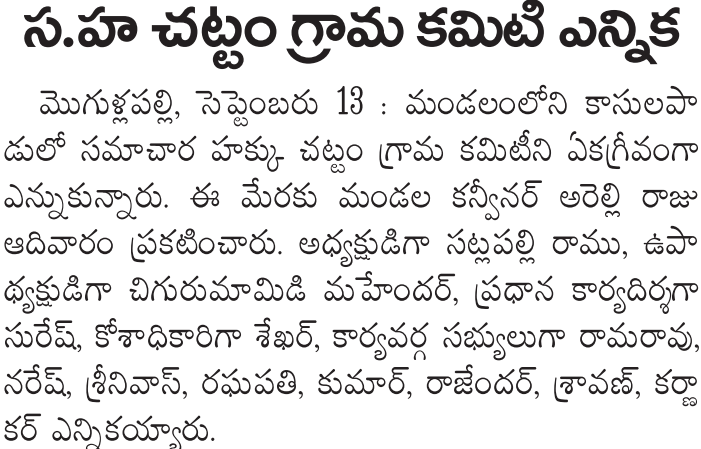 స.హ చట్టం గ్రామ కమిటీ ఎన్నిక
మొగుళ్లపల్లి, సెప్టెంబరు 13 : మండలంలోని కాసులపా
డులో సమాచార హక్కు చట్టం గ్రామ కమిటీని ఏకగ్రీవంగా
ఎన్నుకున్నారు. ఈ మేరకు మండల కన్వీనర్ అరెల్లి రాజు
ఆదివారం ప్రకటించారు. అధ్యక్షుడిగా సట్లపల్లి రాము, ఉపా
థ్యక్షుడిగా చిగురుమామిడి మహేందర్, ప్రధాన కార్యదిర్శగా
సురేష్, కోశాధికారిగా శేఖర్, కార్యవర్గ సభ్యులుగా రామరావు,
నరేష్, శ్రీనివాస్, రఘుపతి, కుమార్, రాజేందర్, శ్రావణ్, కర్ణా
కర్ ఎన్నికయ్యారు.